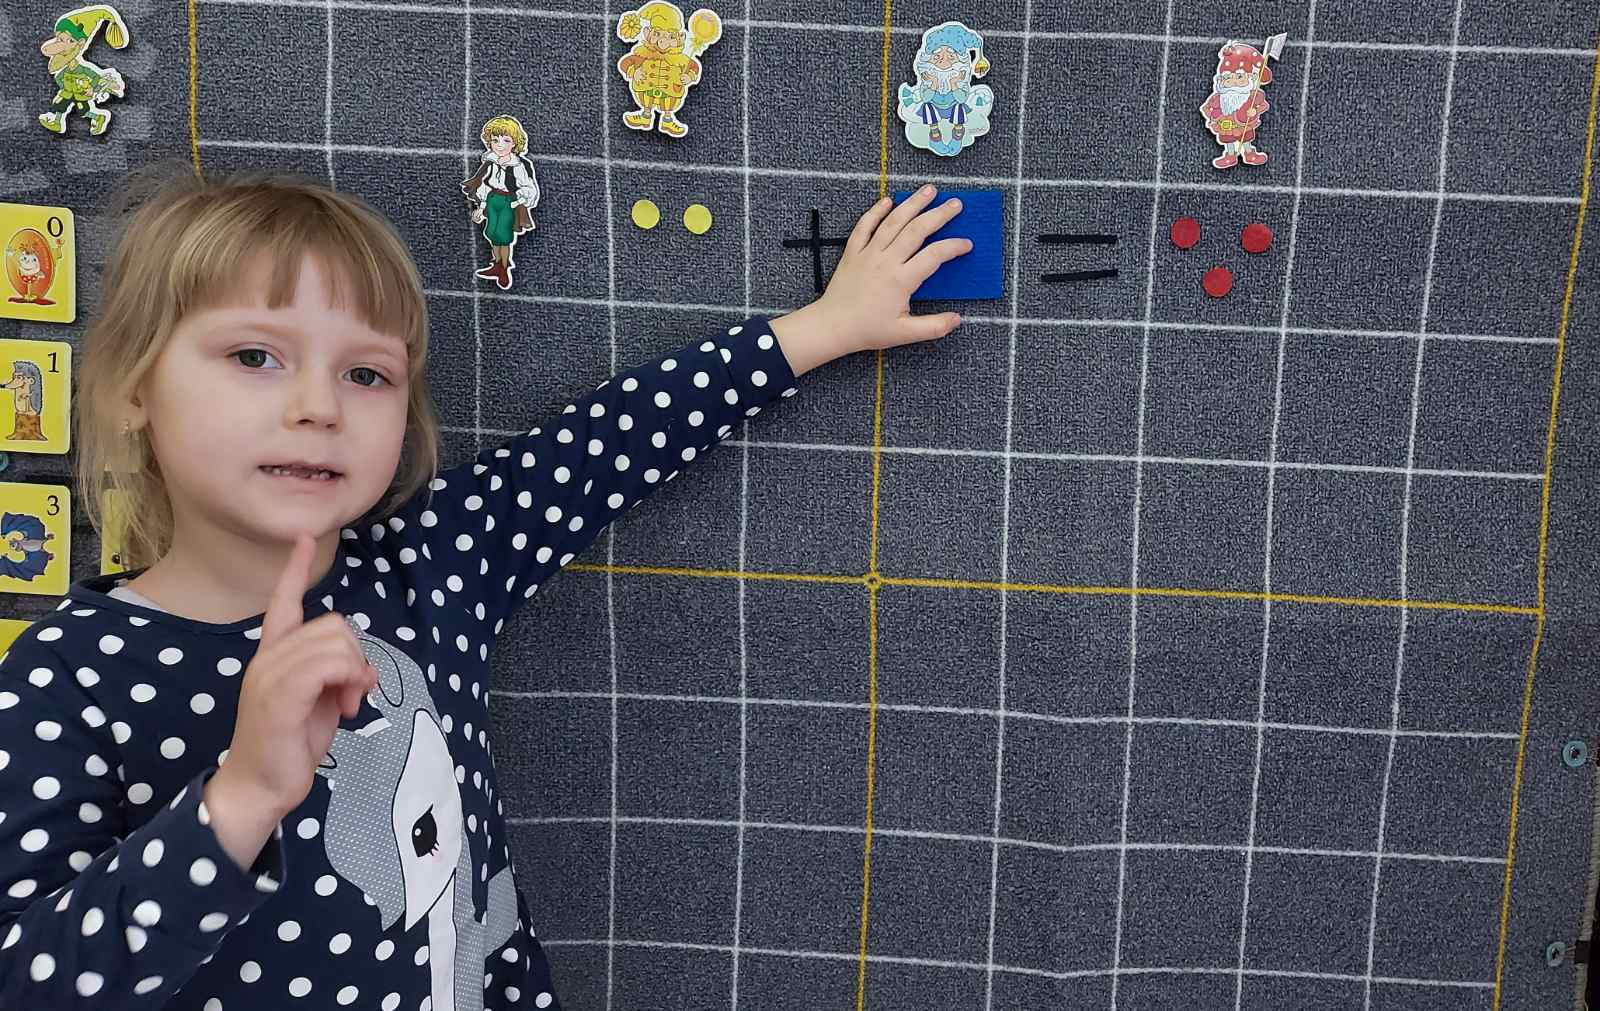 0
+ =
1
3